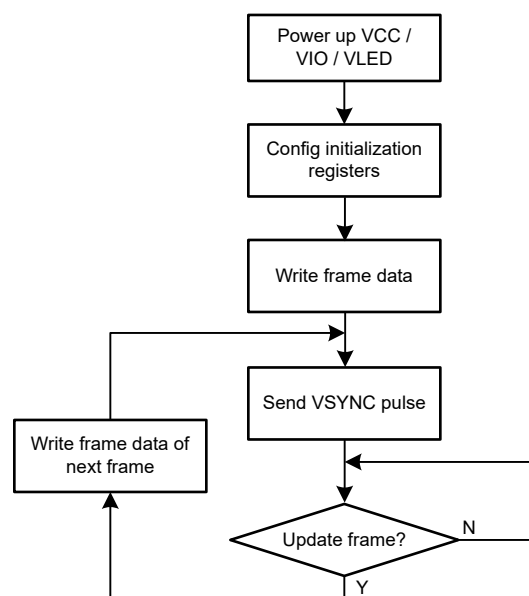 Power up VCC /
VIO / VLED
Config initialization
registers
Write frame data
Send VSYNC pulse
Write frame data of
next frame
Update frame?
N
Y